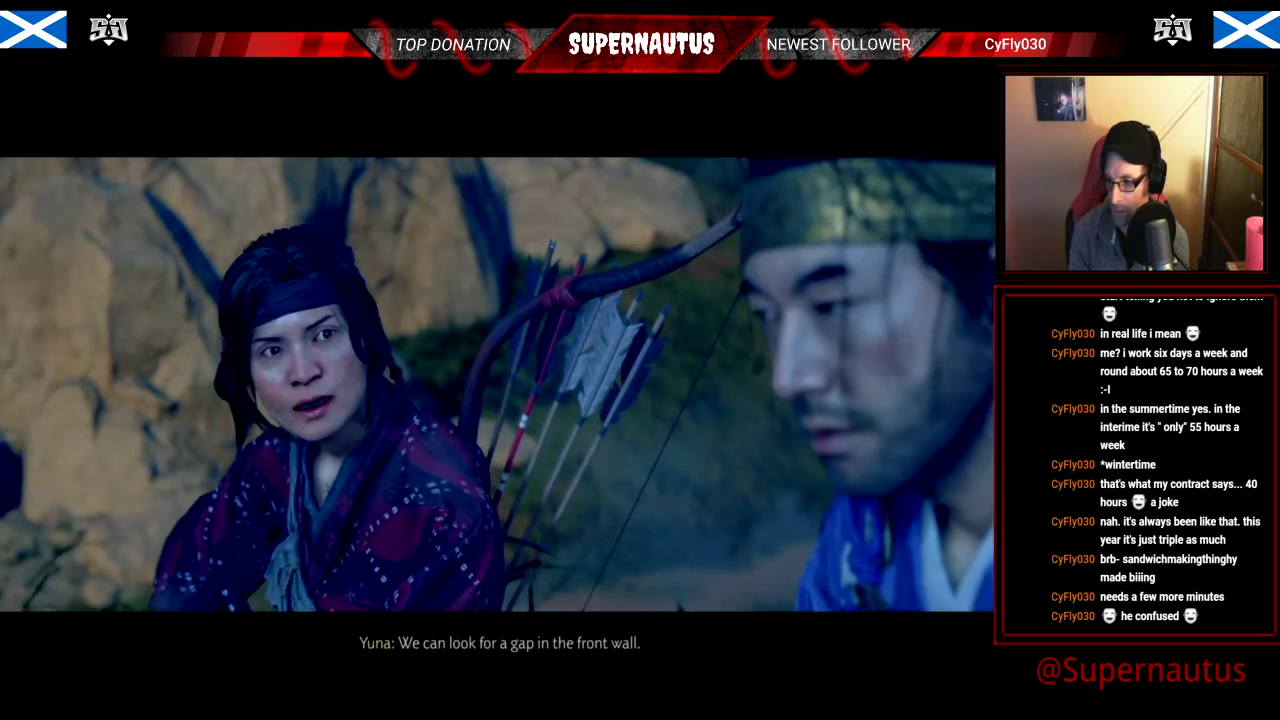 TOP DONATION
SUPERNAUTUS
NEWEST FOLLOWER
CyFly030
CyFly030 in real life i mean
CyFly030 me? i work six days a week and
round about 65 to 70 hours a week
:-I
CyFly030 in the summertime yes. in the
interime it's " only" 55 hours a
week
CyFly030 *wintertime
CyFly030 that's what my contract says... 40
hours a joke
CyFly030 nah. it's always been like that. this
year it's just triple as much
CyFly030 brb- sandwichmakingthinghy
made biiing
CyFly030 needs a few more minutes
CyFly030 he confused
Yuna: We can look for a gap in the front wall.
@Supernautus